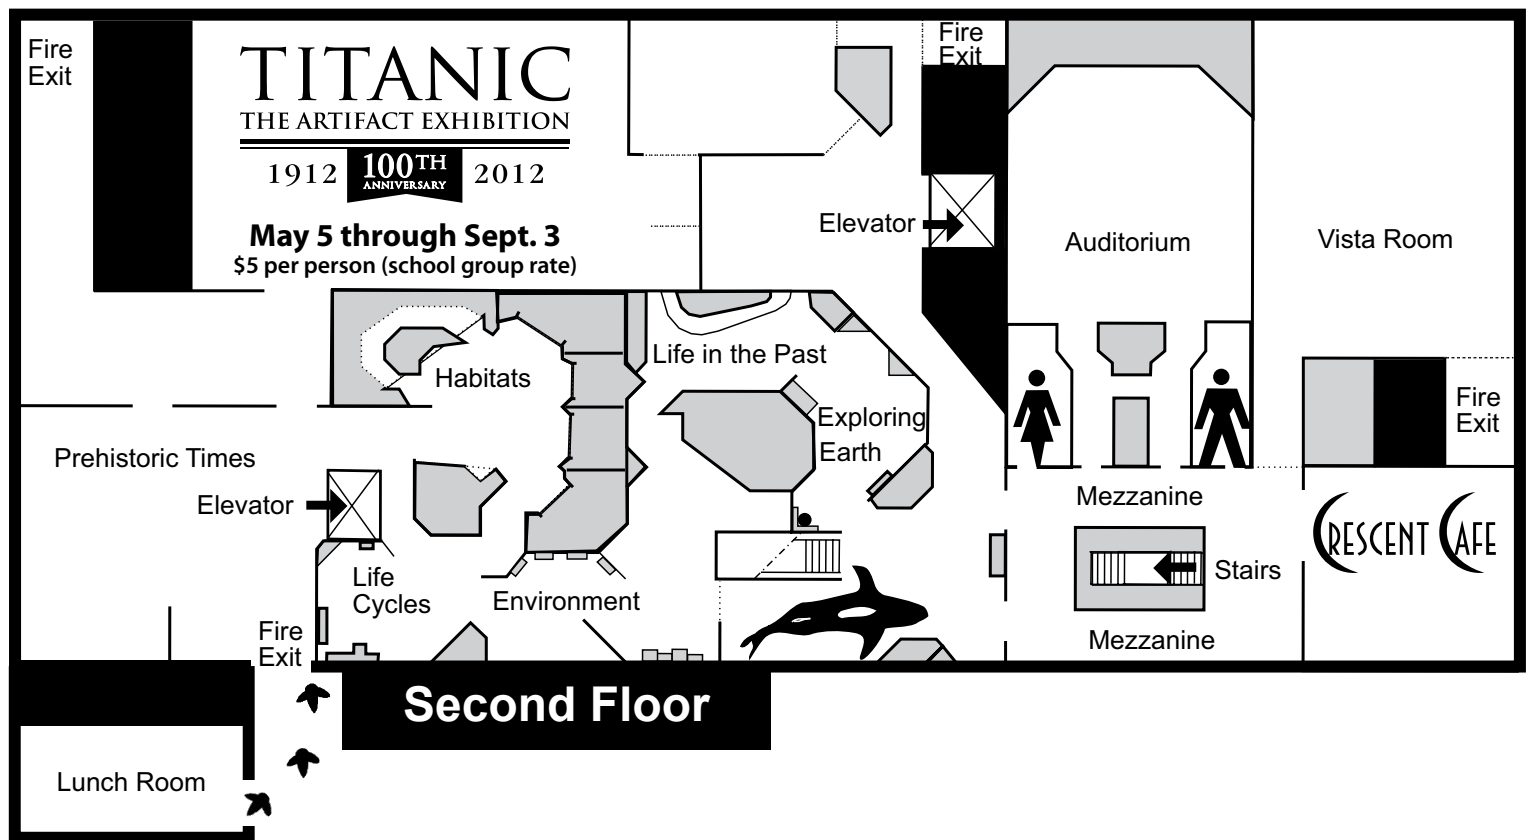 Fire
Exit
TITANIC
THE ARTIFACT EXHIBITION
1912 100TH ANNIVERSARY 2012
May 5 through Sept. 3
$5 per person (school group rate)
Fire
Exit
Elevator
Auditorium
Vista Room
Habitats
Life in the Past
Exploring
Earth
Fire
Exit
Prehistoric Times
Elevator
Mezzanine
CRESCENT CAFE
Stairs
Life
Cycles
Environment
Mezzanine
Fire
Exit
Second Floor
Lunch Room